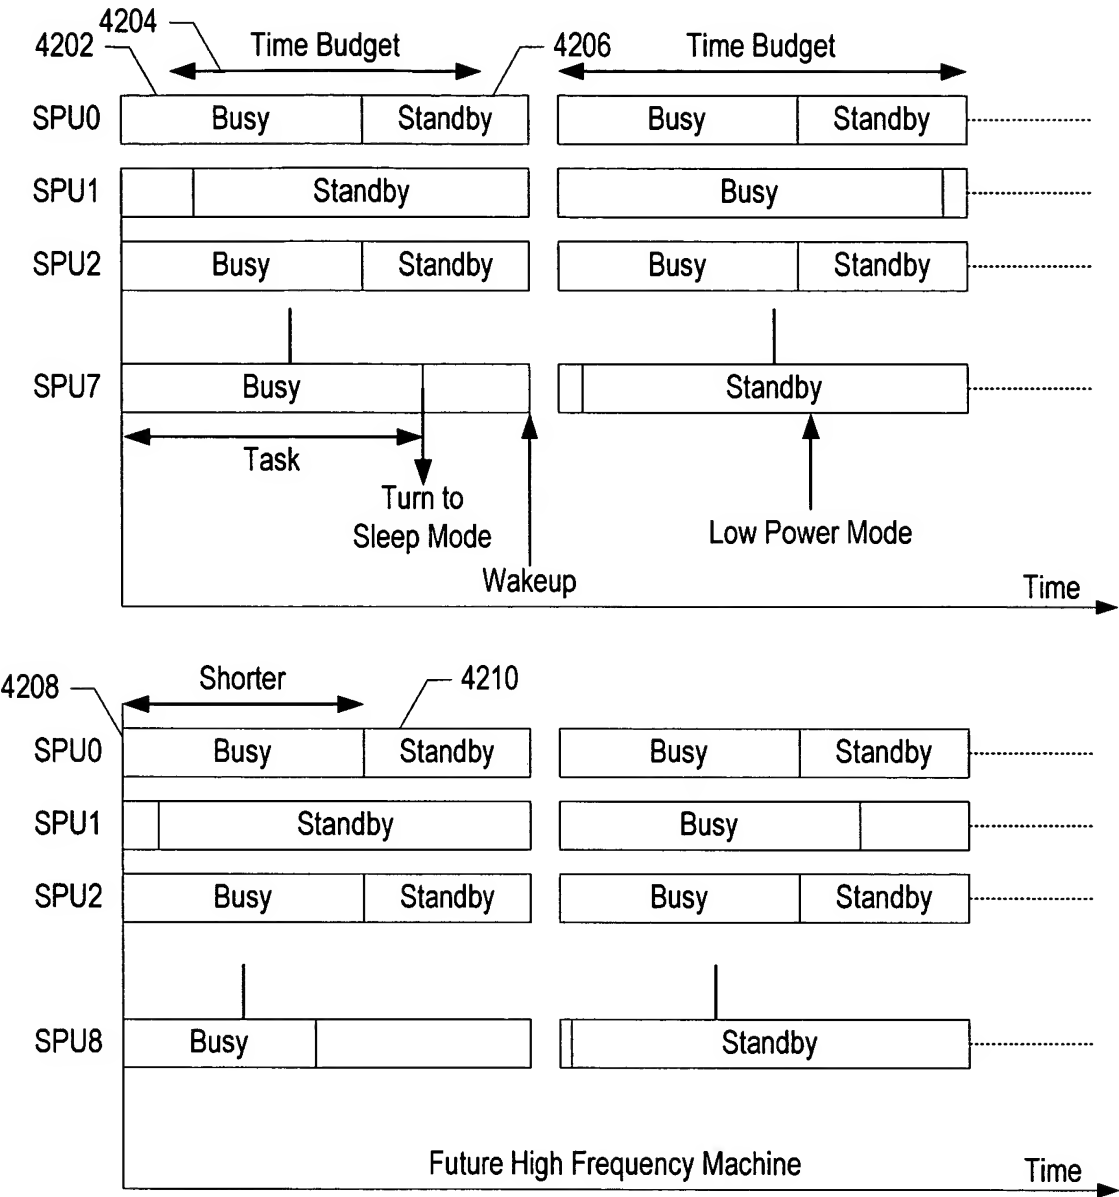 4204
4202
Time Budget
4206
Time Budget
SPU0 Busy Standby Busy Standby
SPU1 Standby Busy
SPU2 Busy Standby Busy Standby
SPU7 Busy Standby
Task
Turn to
Sleep Mode
Low Power Mode
Wakeup
Time
4208
Shorter
4210
SPU0 Busy Standby Busy Standby
SPU1 Standby Busy
SPU2 Busy Standby Busy Standby
SPU8 Busy Standby
Future High Frequency Machine
Time